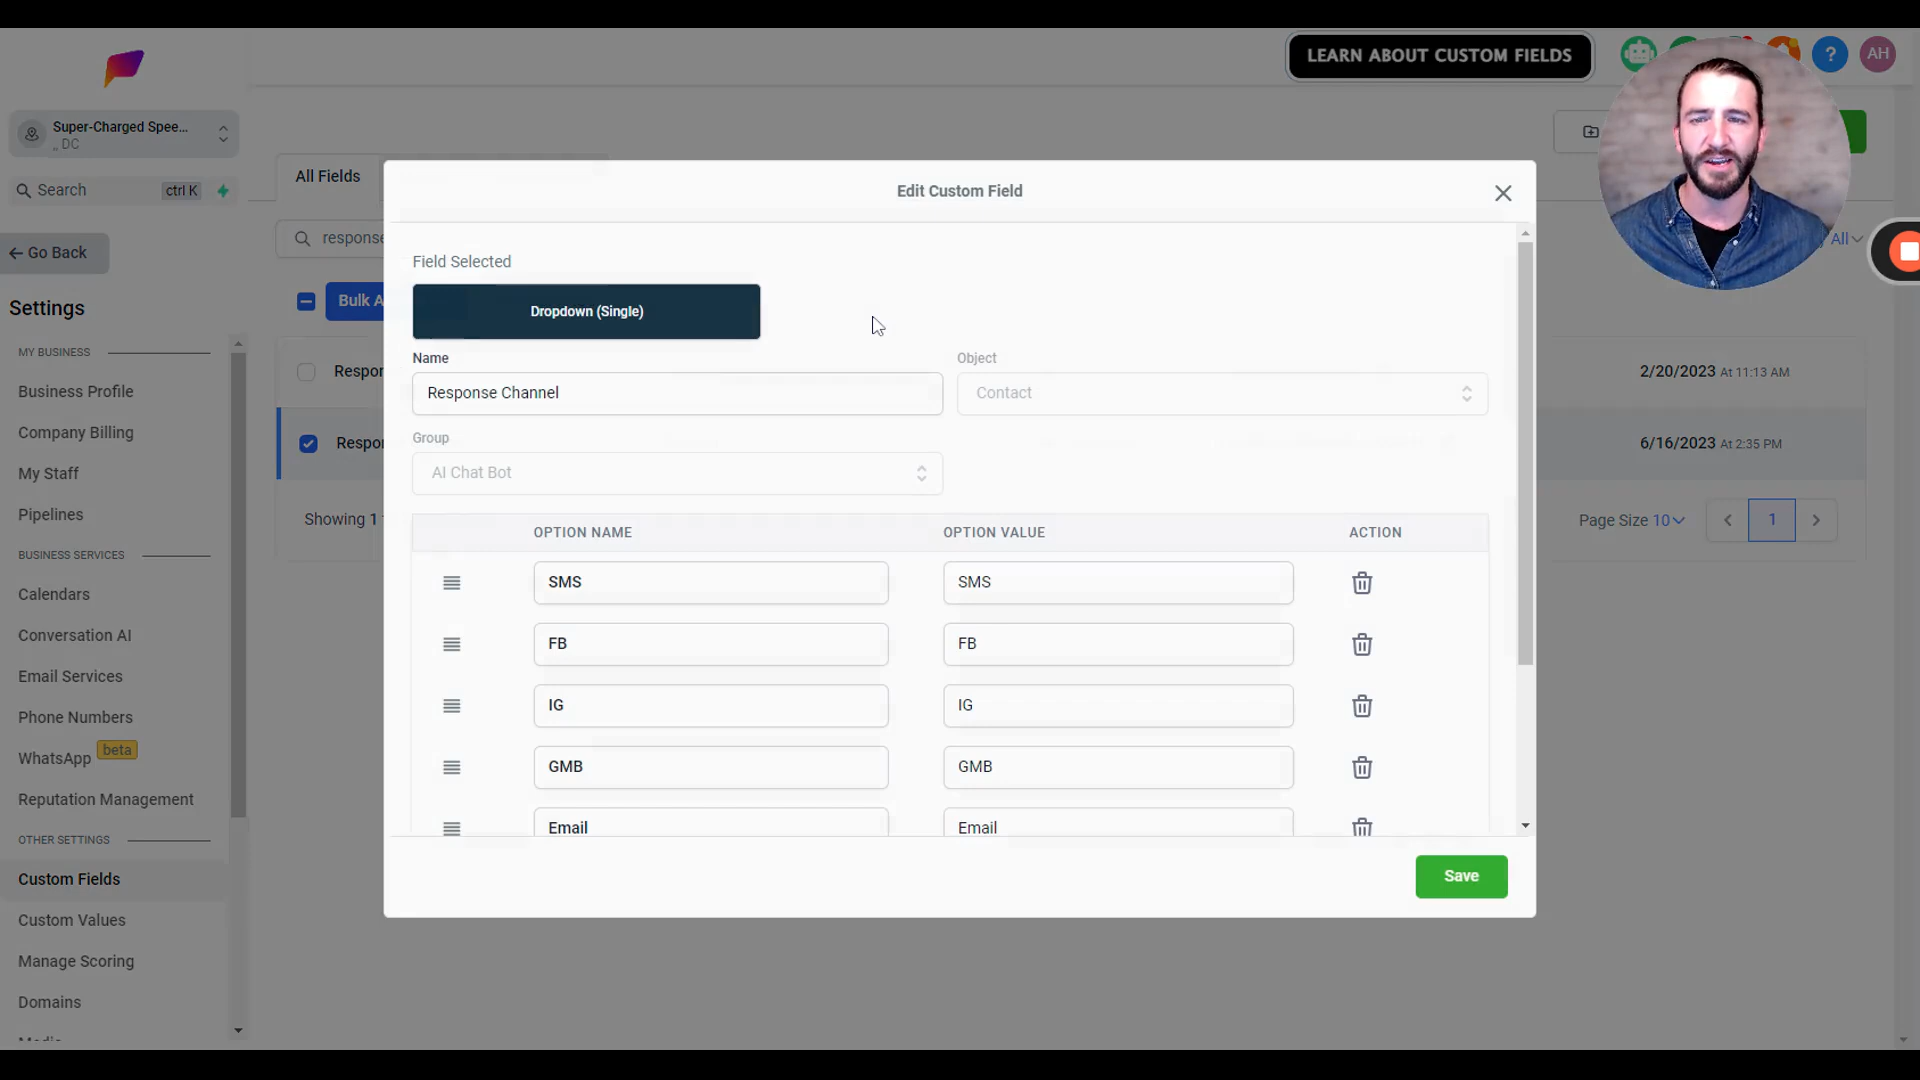 LEARN ABOUT CUSTOM FIELDS
?
AH
Super-Charged Spee...
,, DC
Search
ctrl K
Go Back
Settings
MY BUSINESS
Business Profile
Company Billing
My Staff
Pipelines
BUSINESS SERVICES
Calendars
Conversation AI
Email Services
Phone Numbers
WhatsApp beta
Reputation Management
OTHER SETTINGS
Custom Fields
Custom Values
Manage Scoring
Domains
All Fields
response
Bulk A
Respon
Respon
Showing 1
Edit Custom Field
Field Selected
Dropdown (Single)
Name
Object
Response Channel
Contact
Group
AI Chat Bot
OPTION NAME
OPTION VALUE
ACTION
SMS
SMS
FB
FB
IG
IG
GMB
GMB
Email
Email
Save
All
2/20/2023 At 11:13 AM
6/16/2023 At 2:35 PM
Page Size 10
1